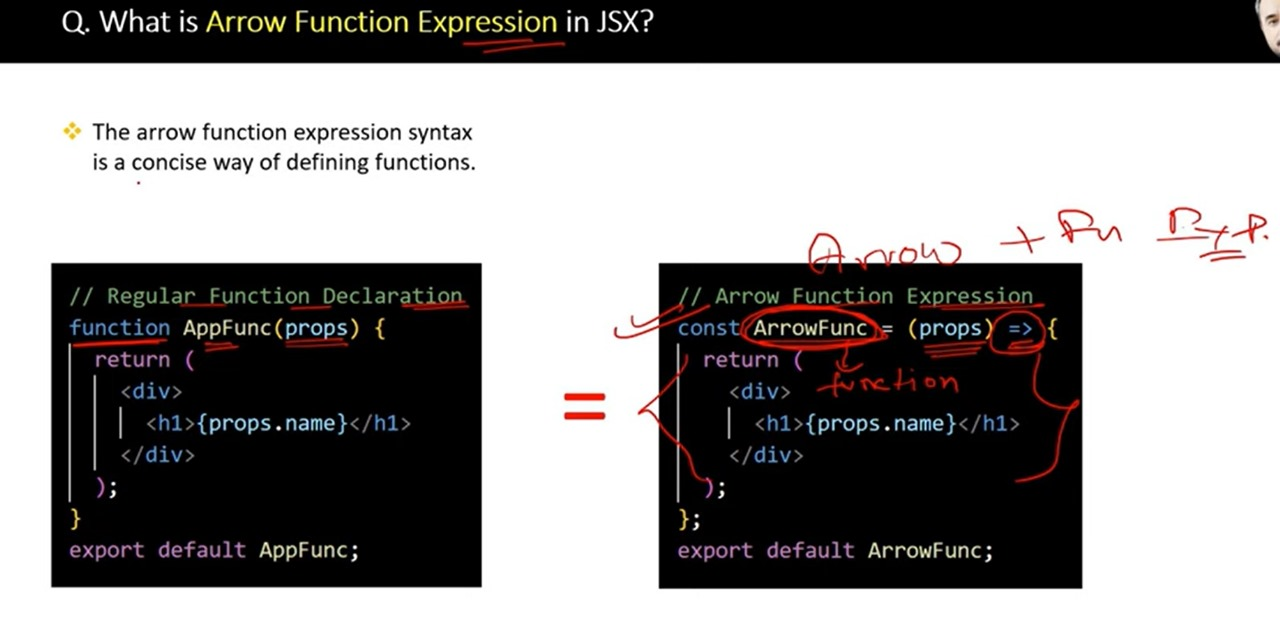 Q. What is Arrow Function Expression in JSX?
❖ The arrow function expression syntax
is a concise way of defining functions.
// Regular Function Declaration
function AppFunc(props) {
return (
<div>
<h1>{props.name}</h1>
</div>
);
}
export default AppFunc;
=
Arrow + Fn Exp.
// Arrow Function Expression
const ArrowFunc = (props) => {
return (
function
<div>
<h1>{props.name}</h1>
</div>
);
};
export default ArrowFunc;